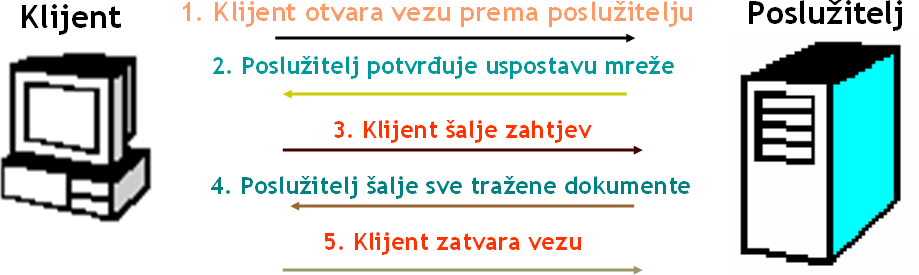 Klijent
Poslužitelj
1. Klijent otvara vezu prema poslužitelju
2. Poslužitelj potvrđuje uspostavu mreže
3. Klijent šalje zahtjev
4. Poslužitelj šalje sve tražene dokumente
5. Klijent zatvara vezu